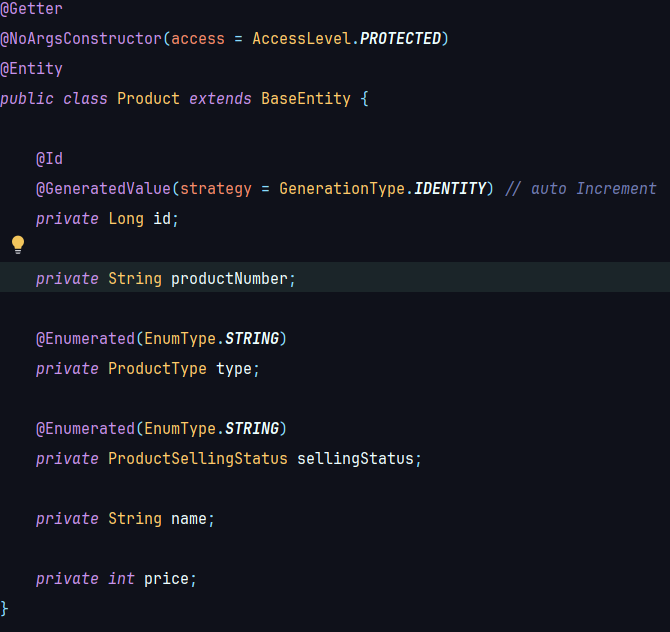 @Getter
@NoArgsConstructor(access = AccessLevel.PROTECTED)
@Entity
public class Product extends BaseEntity {
@Id
@GeneratedValue(strategy = GenerationType.IDENTITY) // auto Increment
private Long id;
private String productNumber;
@Enumerated(EnumType.STRING)
private ProductType type;
@Enumerated(EnumType.STRING)
private ProductSellingStatus sellingStatus;
private String name;
private int price;
}